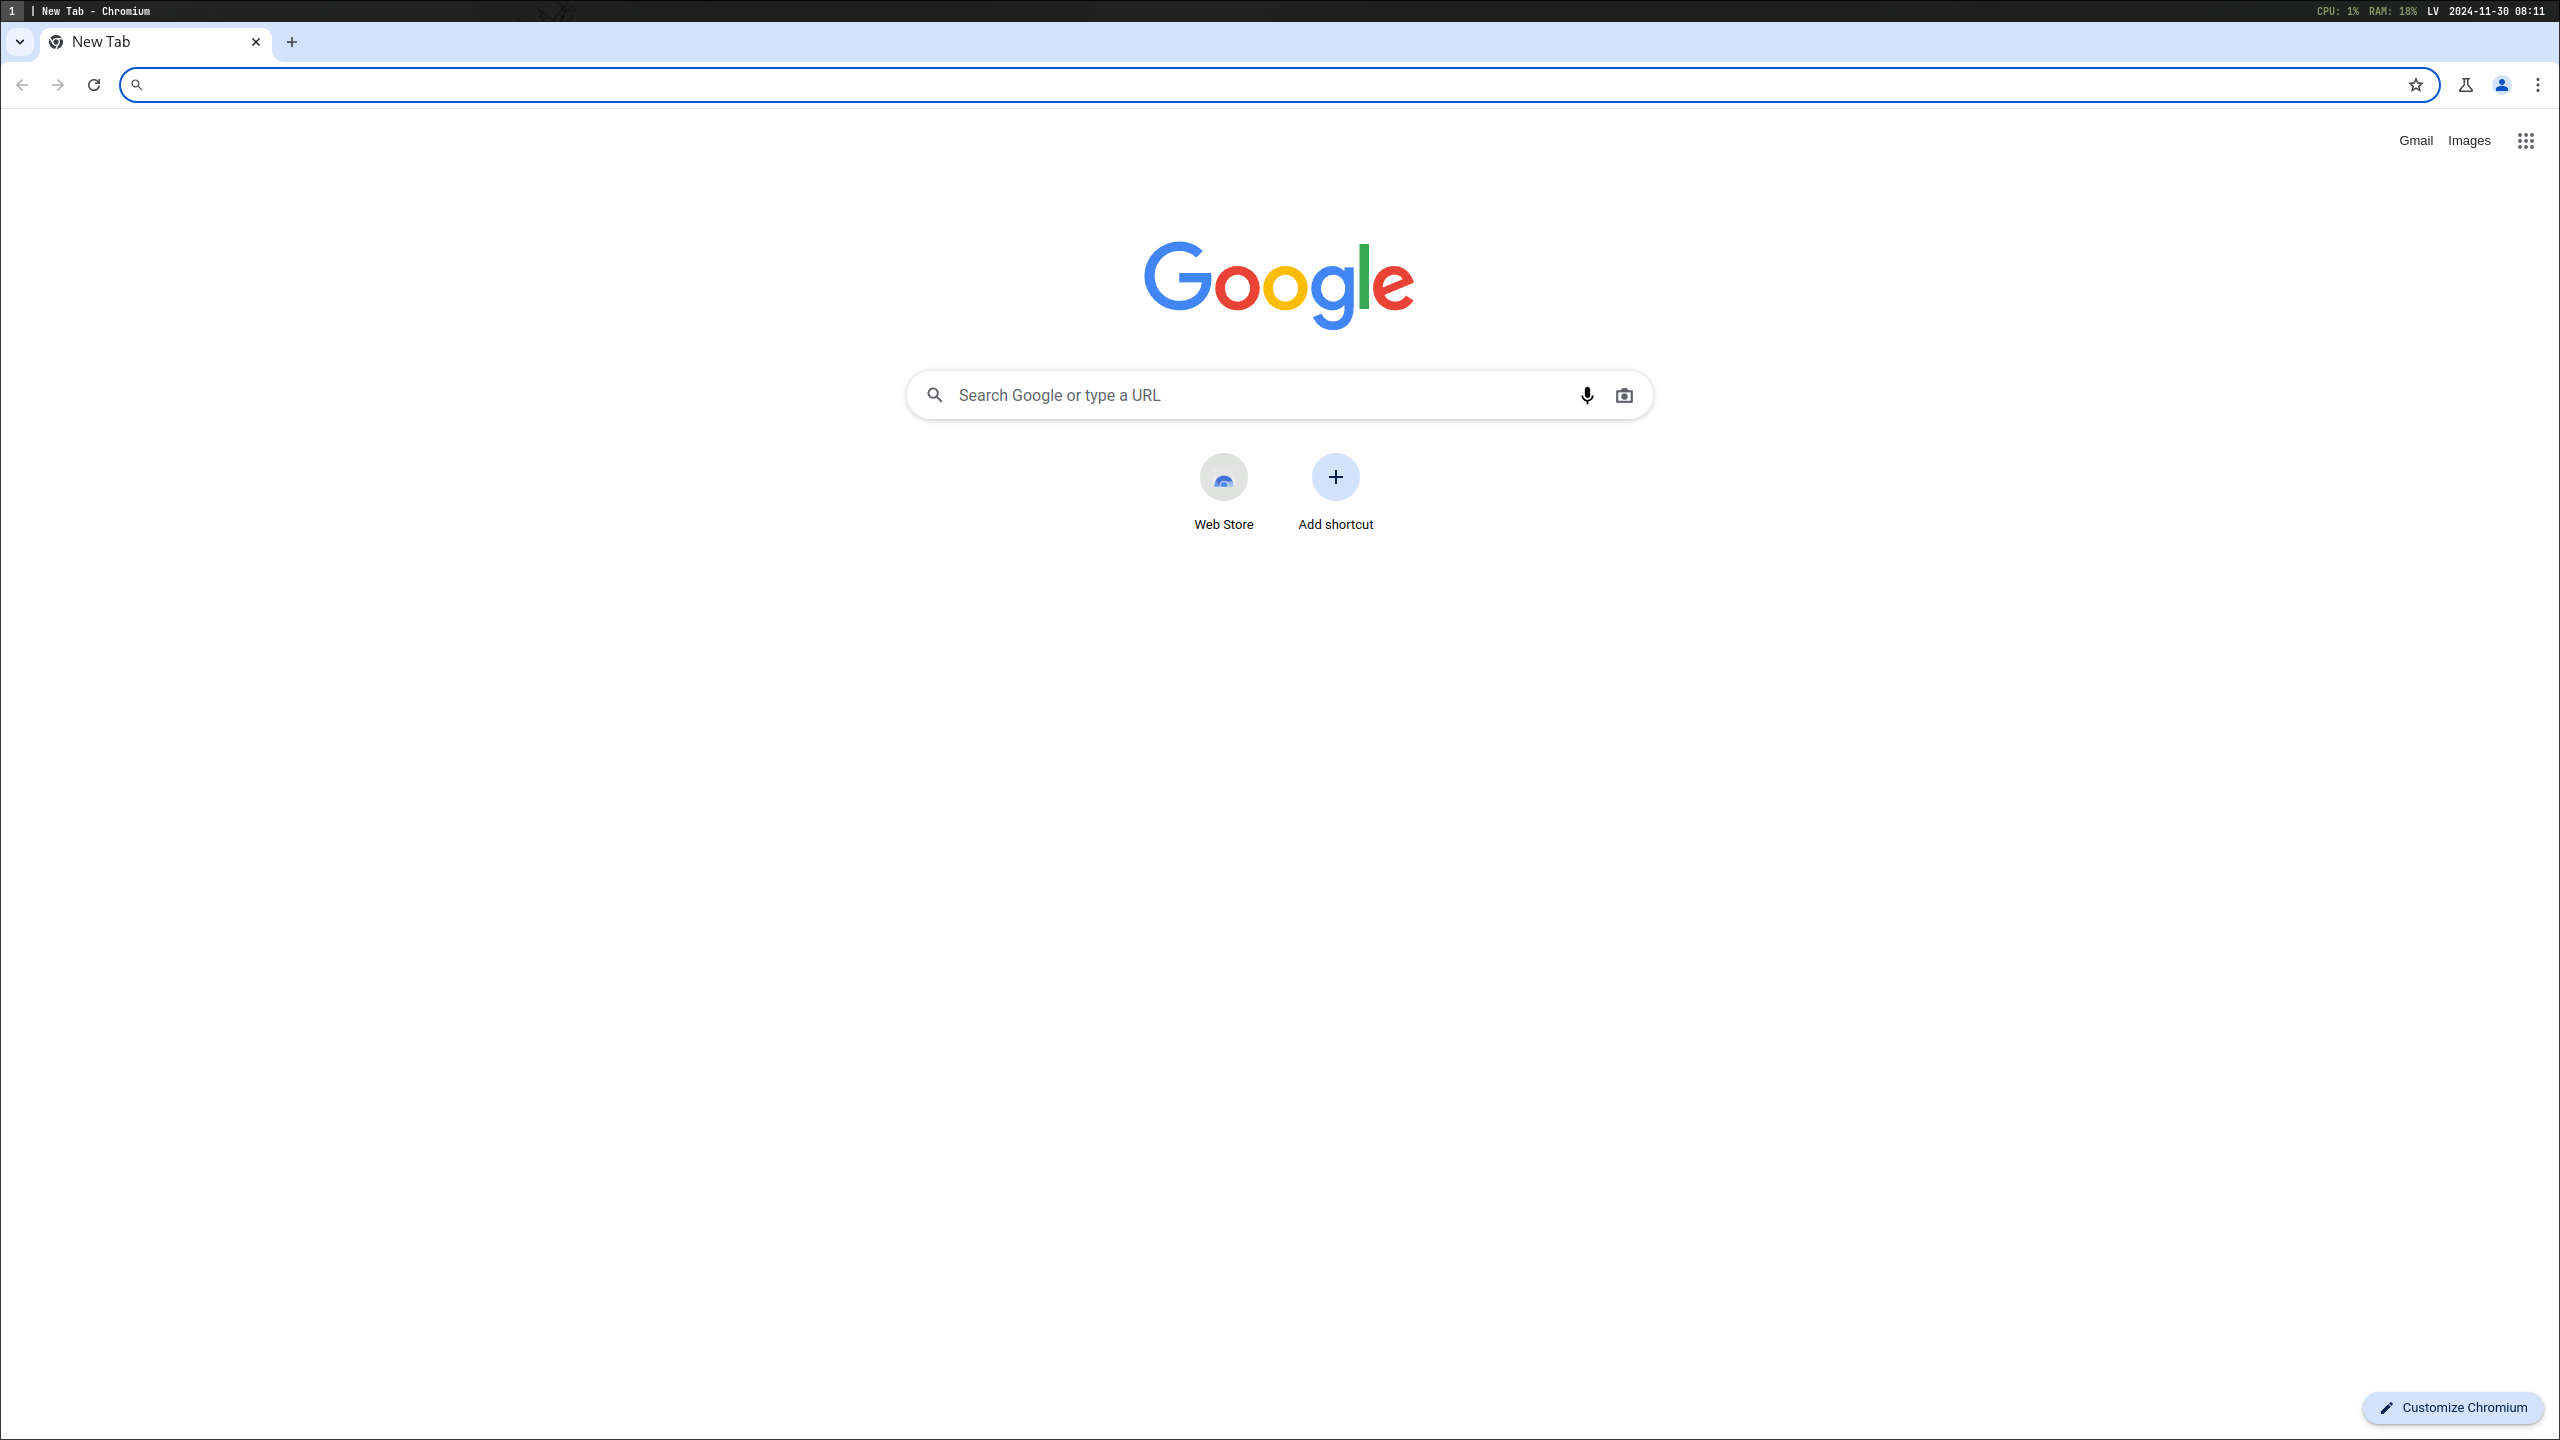 1 | New Tab - Chromium
CPU: 1% RAM: 18% LV 2024-11-30 08:11
New Tab
Gmail Images
Google
Search Google or type a URL
Web Store Add shortcut
Customize Chromium